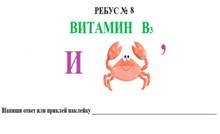 РЕБУС № 8
ВИТАМИН В3
И ,
Напиши ответ или приклей наклейку